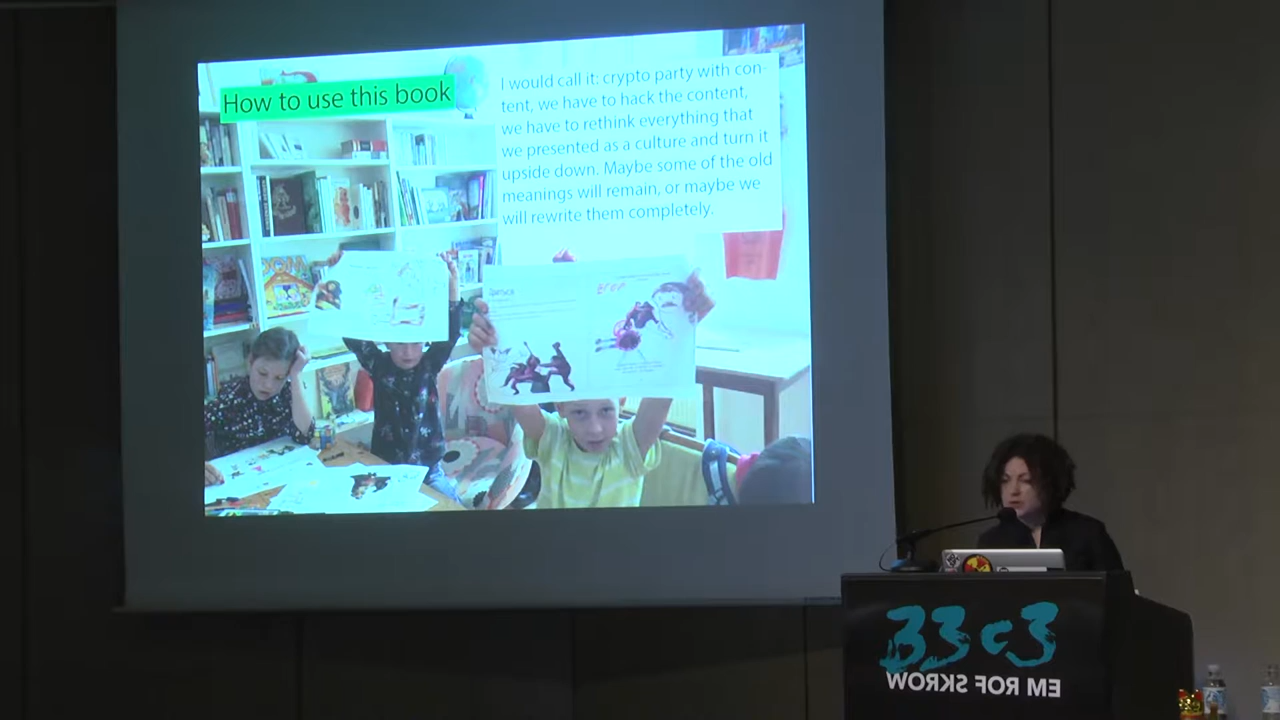 How to use this book
I would call it: crypto party with con-
tent, we have to hack the content,
we have to rethink everything that
we presented as a culture and turn it
upside down. Maybe some of the old
meanings will remain, or maybe we
will rewrite them completely.
33c3
WORKS FOR ME